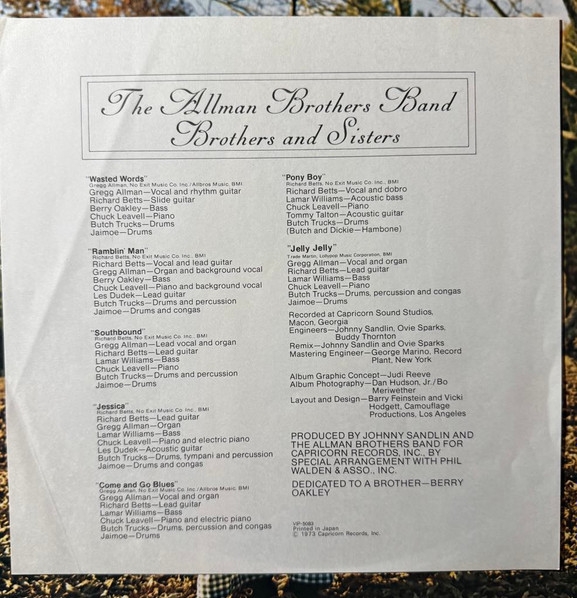 The Allman Brothers Band
Brothers and Sisters
"Wasted Words"
Gregg Allman, No Exit Music Co. Inc./Allbros Music, BMI
Gregg Allman—Vocal and rhythm guitar
Richard Betts—Slide guitar
Berry Oakley—Bass
Chuck Leavell—Piano
Butch Trucks—Drums
Jaimoe—Drums
"Ramblin' Man"
Richard Betts, No Exit Music Co. Inc., BMI
Richard Betts—Vocal and lead guitar
Gregg Allman—Organ and background vocal
Berry Oakley—Bass
Chuck Leavell—Piano and background vocal
Les Dudek—Lead guitar
Butch Trucks—Drums and percussion
Jaimoe—Drums and congas
"Southbound"
Richard Betts, No Exit Music Co. Inc., BMI
Gregg Allman—Lead vocal and organ
Richard Betts—Lead guitar
Lamar Williams—Bass
Chuck Leavell—Piano
Butch Trucks—Drums and percussion
Jaimoe—Drums
"Jessica"
Richard Betts, No Exit Music Co. Inc., BMI
Richard Betts—Lead guitar
Gregg Allman—Organ
Lamar Williams—Bass
Chuck Leavell—Piano and electric piano
Les Dudek—Acoustic guitar
Butch Trucks—Drums, tympani and percussion
Jaimoe—Drums and congas
"Come and Go Blues"
Gregg Allman, No Exit Music Co. Inc./Allbros Music, BMI
Gregg Allman—Vocal and organ
Richard Betts—Lead guitar
Lamar Williams—Bass
Chuck Leavell—Piano and electric piano
Butch Trucks—Drums, percussion and congas
Jaimoe—Drums
"Pony Boy"
Richard Betts, No Exit Music Co. Inc., BMI
Richard Betts—Vocal and dobro
Lamar Williams—Acoustic bass
Chuck Leavell—Piano
Tommy Talton—Acoustic guitar
Butch Trucks—Drums
(Butch and Dickie—Hambone)
"Jelly Jelly"
Trade Martin, Lollypop Music Corporation, BMI
Gregg Allman—Vocal and organ
Richard Betts—Lead guitar
Lamar Williams—Bass
Chuck Leavell—Piano
Butch Trucks—Drums, percussion and congas
Jaimoe—Drums
Recorded at Capricorn Sound Studios,
Macon, Georgia
Engineers—Johnny Sandlin, Ovie Sparks,
Buddy Thornton
Remix—Johnny Sandlin and Ovie Sparks
Mastering Engineer—George Marino, Record
Plant, New York
Album Graphic Concept—Judi Reeve
Album Photography—Dan Hudson, Jr./Bo
Meriwether
Layout and Design—Barry Feinstein and Vicki
Hodgett, Camouflage
Productions, Los Angeles
PRODUCED BY JOHNNY SANDLIN AND
THE ALLMAN BROTHERS BAND FOR
CAPRICORN RECORDS, INC., BY
SPECIAL ARRANGEMENT WITH PHIL
WALDEN & ASSO., INC.
DEDICATED TO A BROTHER—BERRY
OAKLEY
Printed in Japan
© 1973 Capricorn Records, Inc.